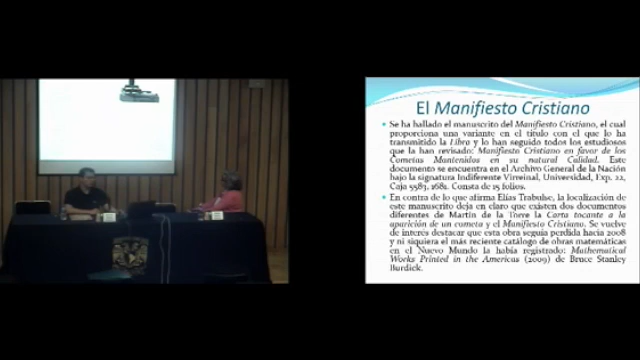 El Manifiesto Cristiano
Se ha hallado el manuscrito del Manifiesto Cristiano, el cual
proporciona una variante en el título con el que lo ha
transmitido la Libra y lo han seguido todos los estudiosos
que la han revisado: Manifiesto Cristiano en favor de los
Cometas Mantenidos en su natural Calidad. Este
documento se encuentra en el Archivo General de la Nación
bajo la signatura Indiferente Virreinal, Universidad, Exp. 22,
Caja 5583, 1681. Consta de 15 folios.
En contra de lo que afirma Elías Trabulse, la localización de
este manuscrito deja en claro que existen dos documentos
diferentes de Martín de la Torre la Carta tocante a la
aparición de un cometa y el Manifiesto Cristiano. Se vuelve
de interés destacar que esta obra seguía perdida hacia 2008
y ni siquiera el más reciente catálogo de obras matemáticas
en el Nuevo Mundo la había registrado: Mathematical
Works Printed in the Americas (2009) de Bruce Stanley
Burdick.